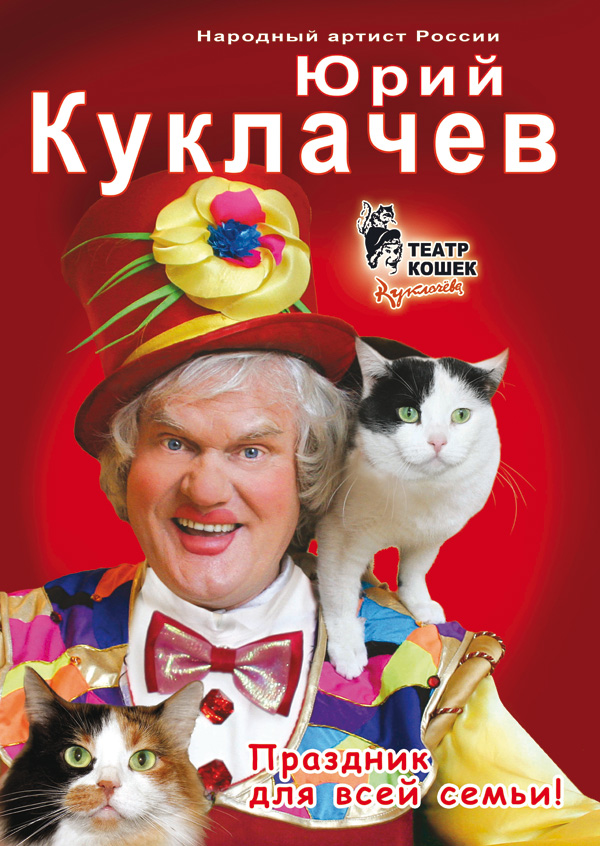 Народный артист России
Юрий
Куклачев
ТЕАТР
КОШЕК
Куклачёва
Праздник
для всей семьи!